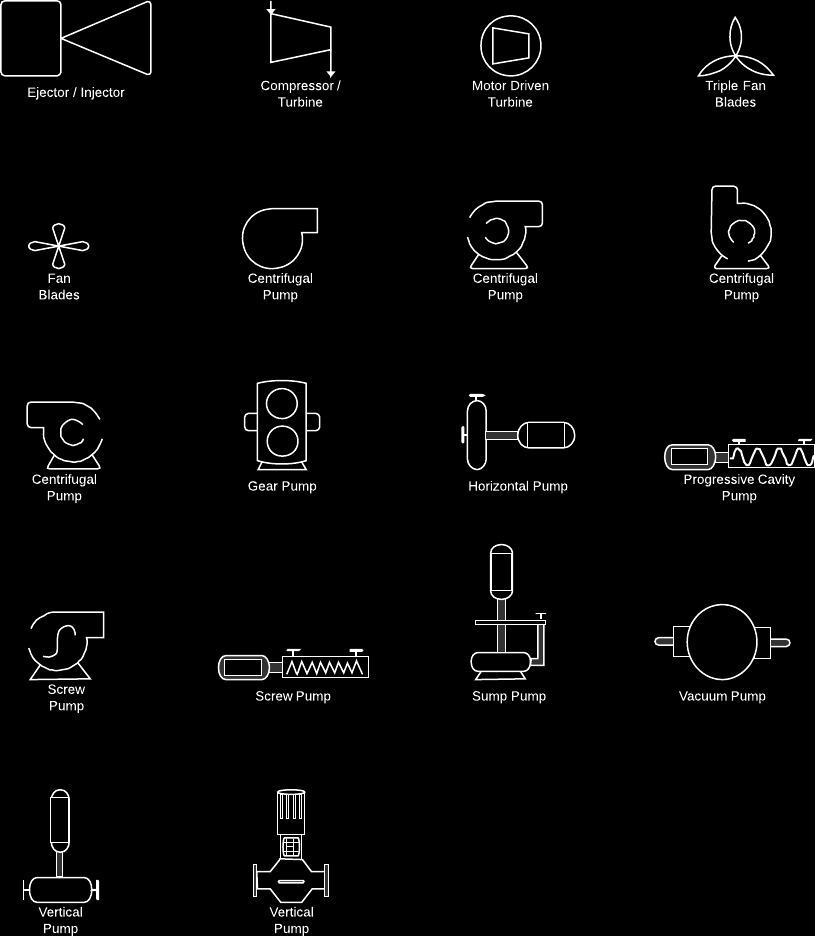 Ejector / Injector
Compressor /
Turbine
Motor Driven
Turbine
Triple Fan
Blades
Fan
Blades
Centrifugal
Pump
Centrifugal
Pump
Centrifugal
Pump
Centrifugal
Pump
Gear Pump
Horizontal Pump
Progressive Cavity
Pump
Screw
Pump
Screw Pump
Sump Pump
Vacuum Pump
Vertical
Pump
Vertical
Pump